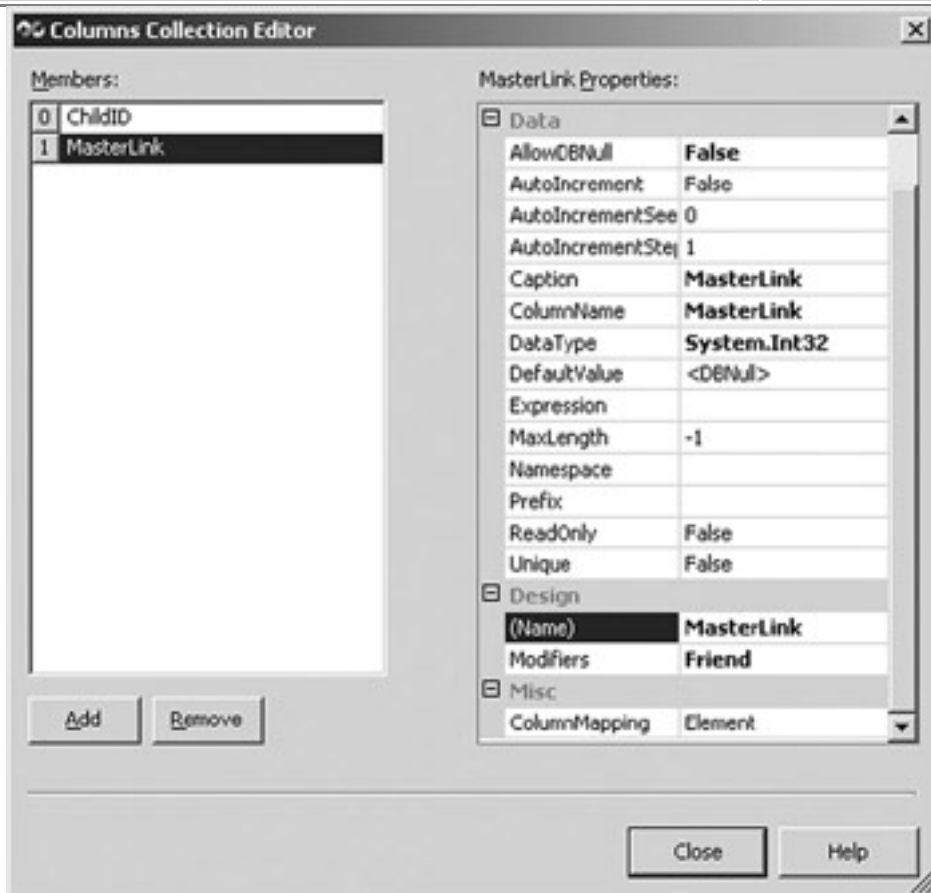 Columns Collection Editor
Members:
0 ChildID
1 MasterLink
Add Remove
MasterLink Properties:
Data
AllowDBNull False
AutoIncrement False
AutoIncrementSee 0
AutoIncrementStep 1
Caption MasterLink
ColumnName MasterLink
DataType System.Int32
DefaultValue <DBNull>
Expression
MaxLength -1
Namespace
Prefix
ReadOnly False
Unique False
Design
(Name) MasterLink
Modifiers Friend
Misc
ColumnMapping Element
Close Help